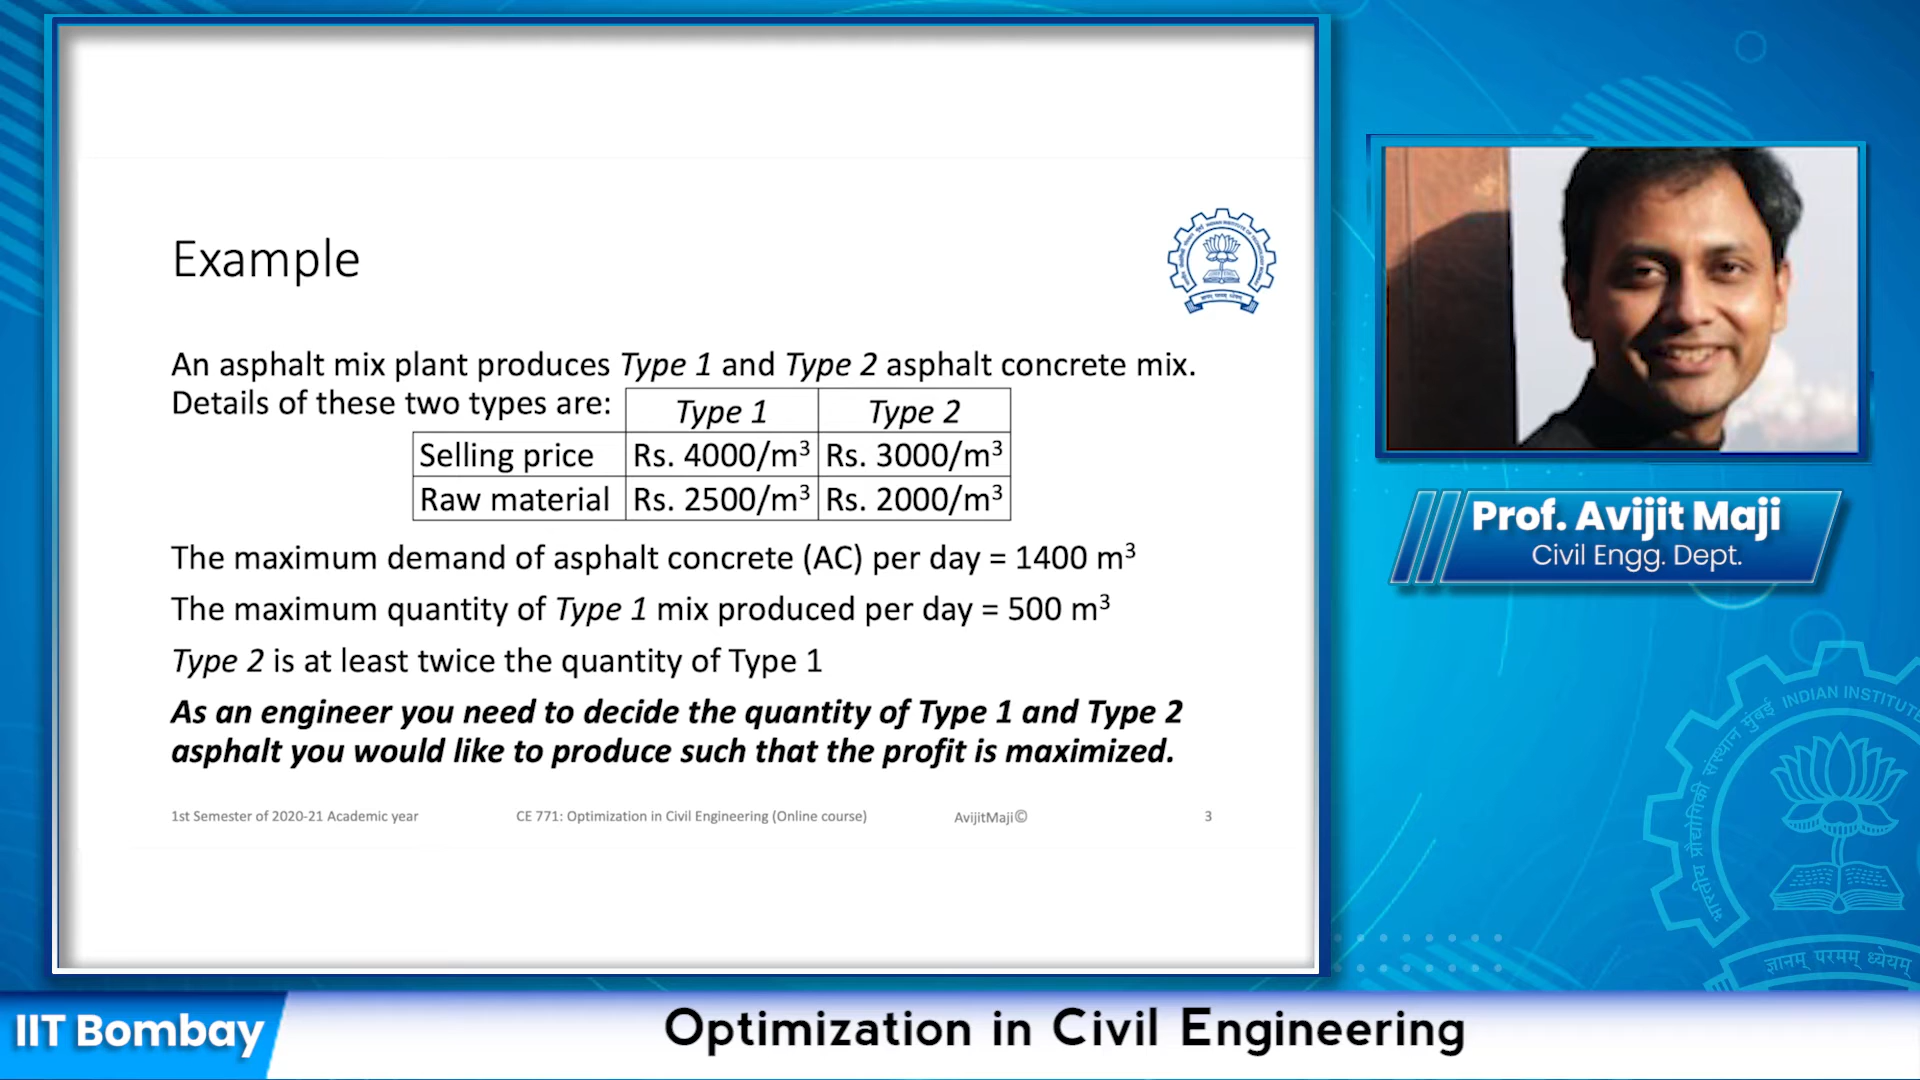 Example
An asphalt mix plant produces Type 1 and Type 2 asphalt concrete mix.
Details of these two types are:
Type 1 Type 2
Selling price Rs. 4000/m³ Rs. 3000/m³
Raw material Rs. 2500/m³ Rs. 2000/m³
The maximum demand of asphalt concrete (AC) per day = 1400 m³
The maximum quantity of Type 1 mix produced per day = 500 m³
Type 2 is at least twice the quantity of Type 1
As an engineer you need to decide the quantity of Type 1 and Type 2
asphalt you would like to produce such that the profit is maximized.
1st Semester of 2020-21 Academic year CE 771: Optimization in Civil Engineering (Online course) AvijitMaji© 3
Prof. Avijit Maji
Civil Engg. Dept.
भारतीय प्रौद्योगिकी संस्थान मुंबई INDIAN INSTITUTE
ज्ञानम् परमम् ध्येयम्
IIT Bombay
Optimization in Civil Engineering